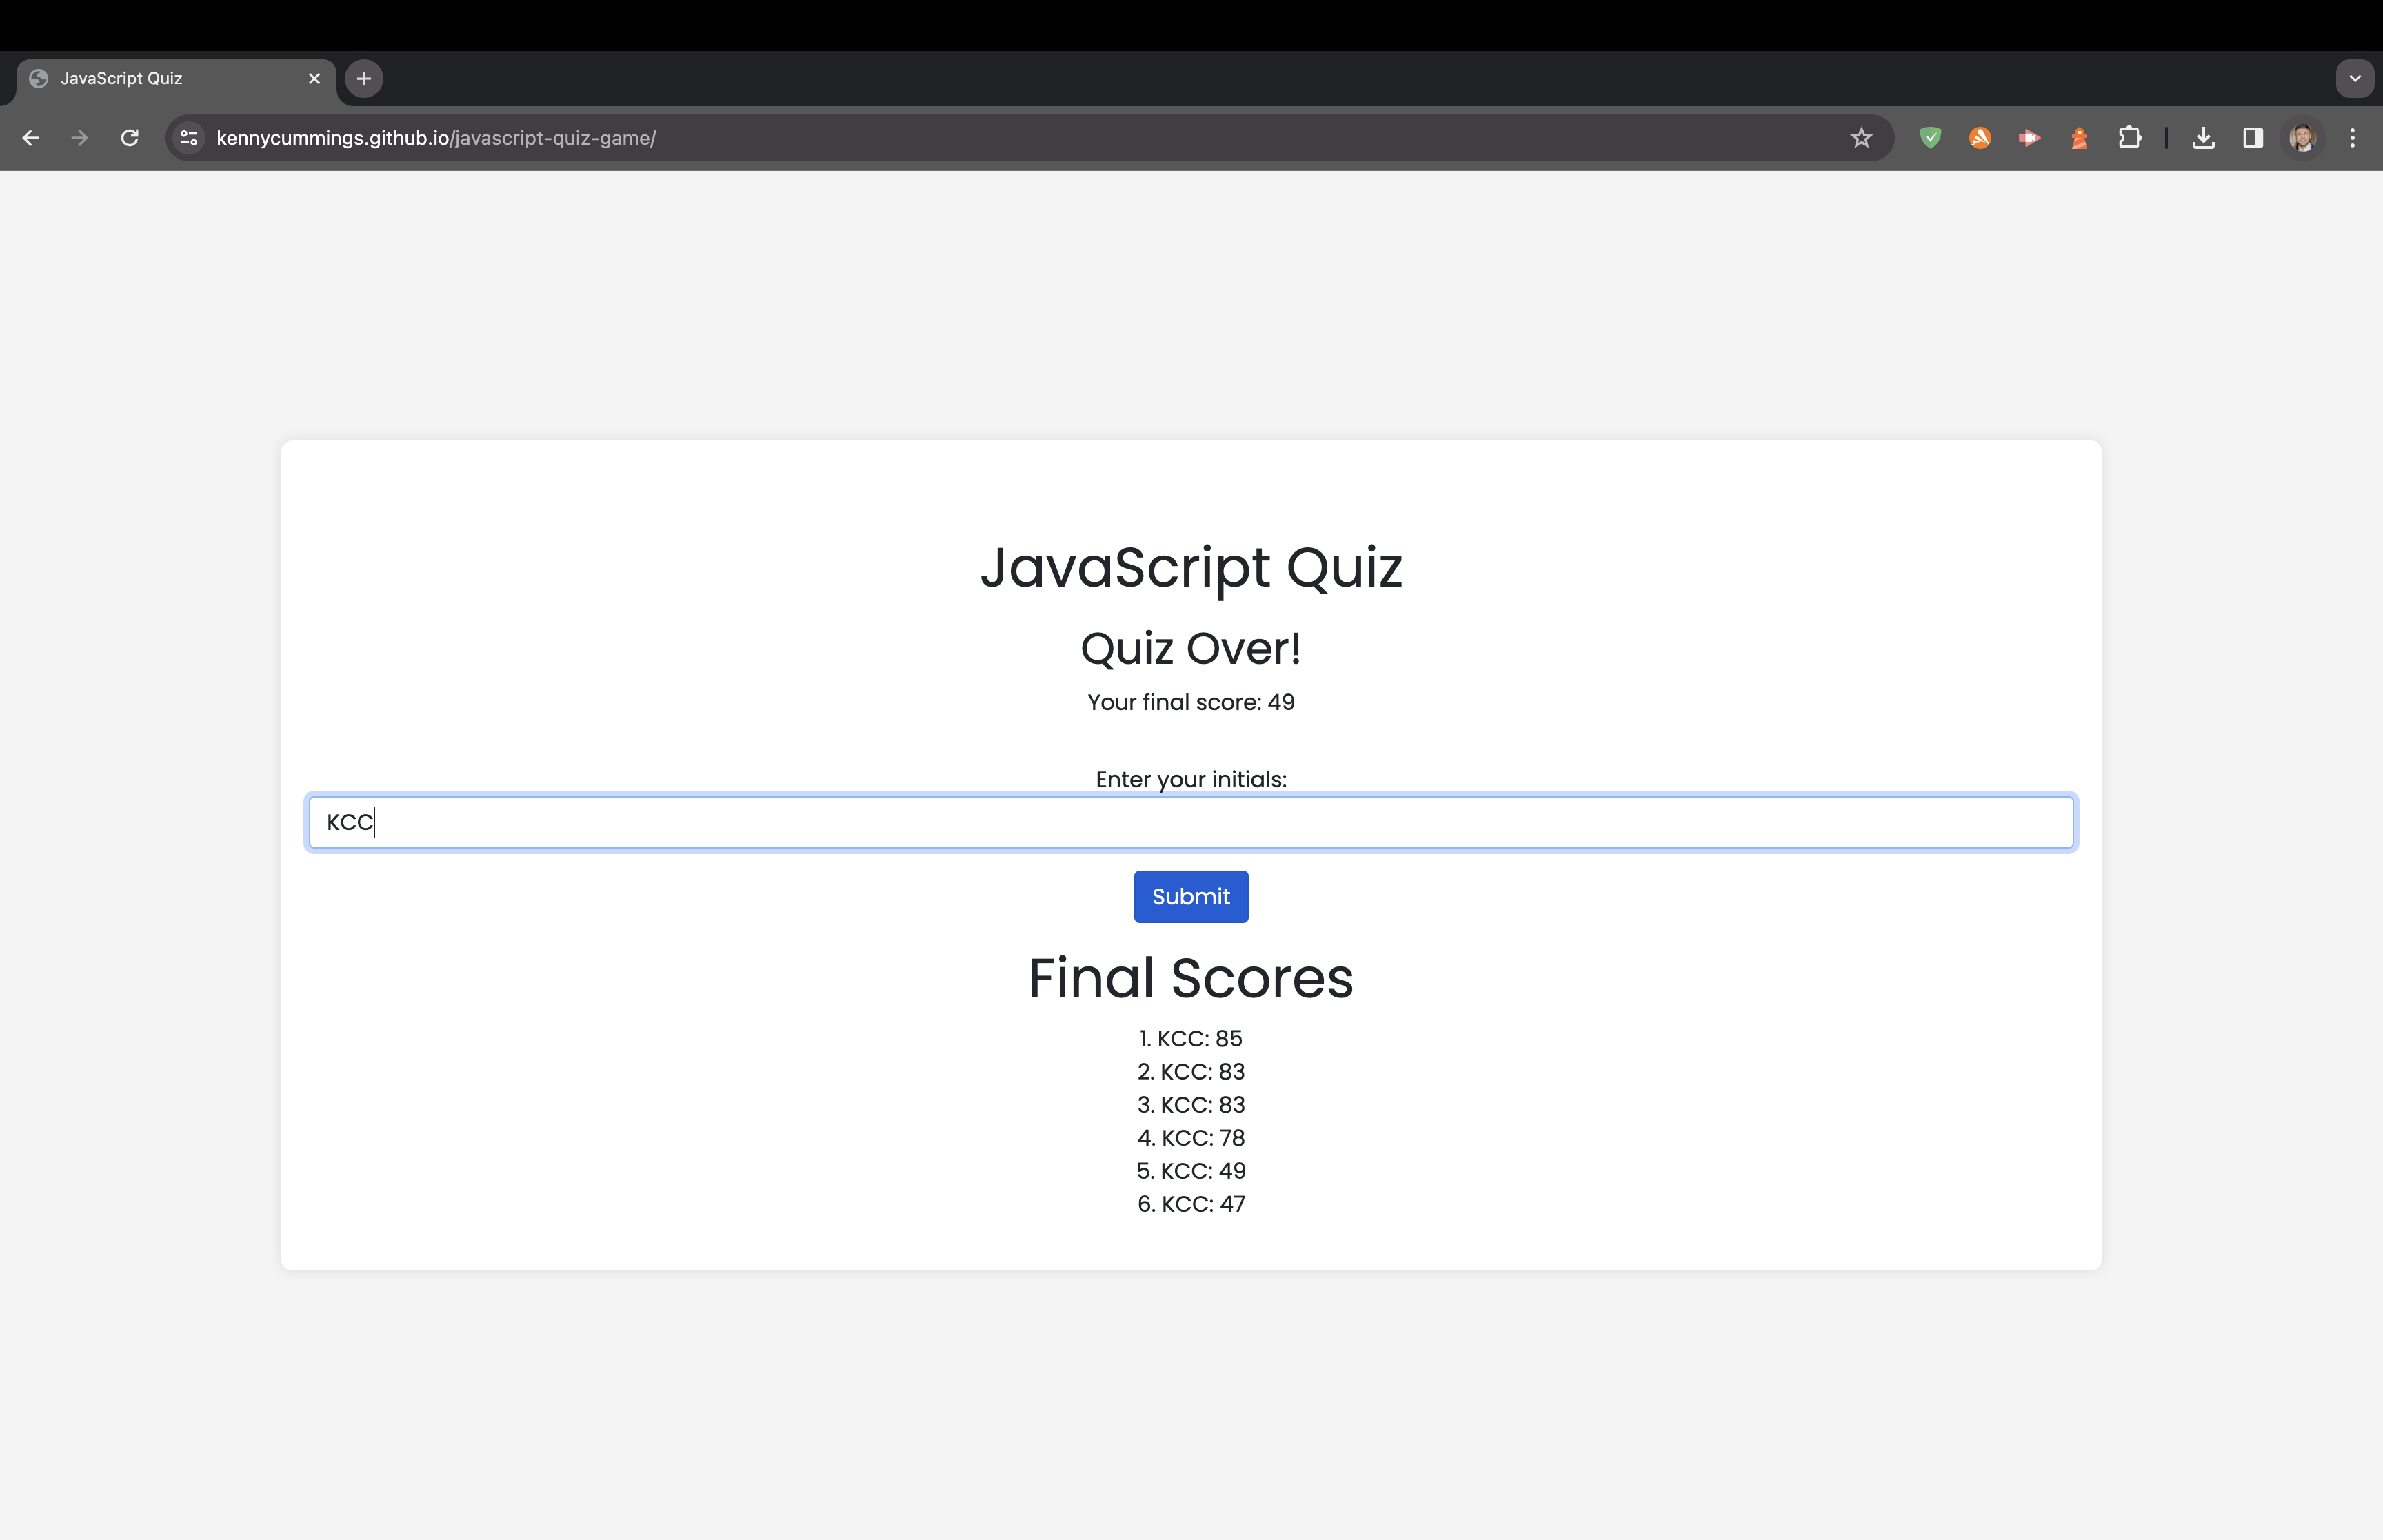 JavaScript Quiz
kennycummings.github.io/javascript-quiz-game/
JavaScript Quiz
Quiz Over!
Your final score: 49
Enter your initials:
KCC
Submit
Final Scores
1. KCC: 85
2. KCC: 83
3. KCC: 83
4. KCC: 78
5. KCC: 49
6. KCC: 47